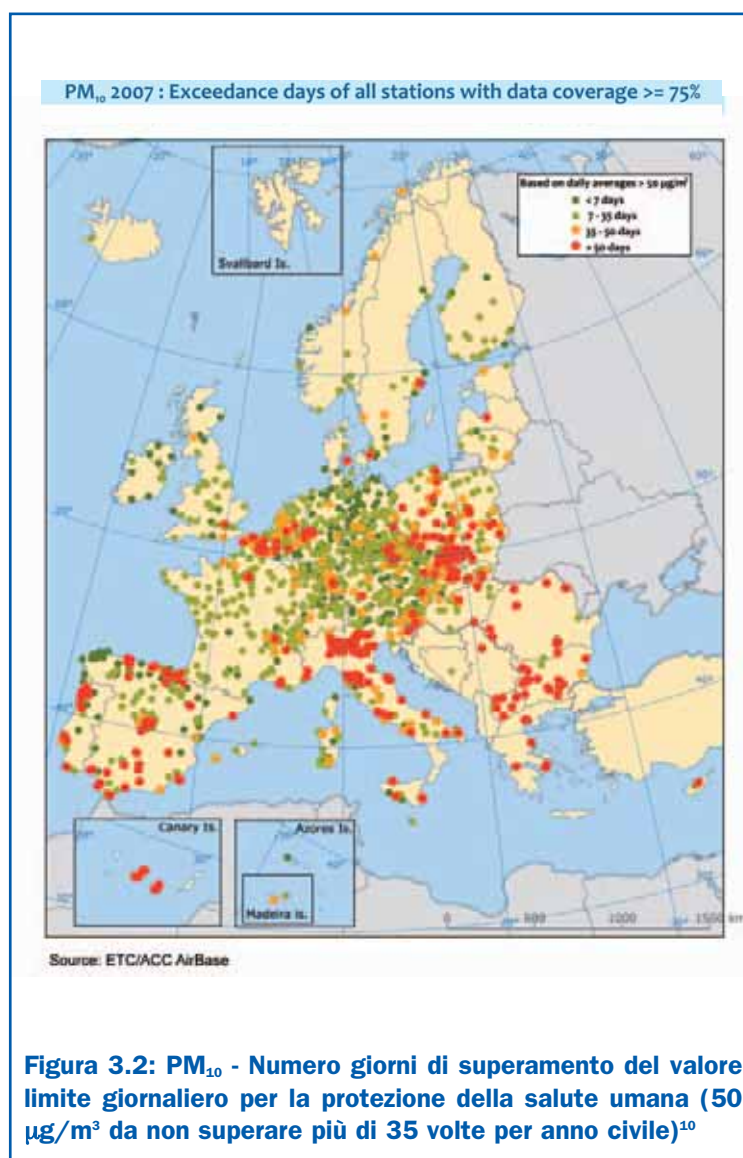 PM₁₀ 2007 : Exceedance days of all stations with data coverage >= 75%
Based on daily averages > 50 µg/m³
< 7 days
7 - 35 days
35 - 50 days
> 50 days
Svalbard Is.
Canary Is.
Azores Is.
Madeira is.
0 500 1000 1500 km
Source: ETC/ACC AirBase
Figura 3.2: PM₁₀ - Numero giorni di superamento del valore
limite giornaliero per la protezione della salute umana (50
µg/m³ da non superare più di 35 volte per anno civile)¹⁰